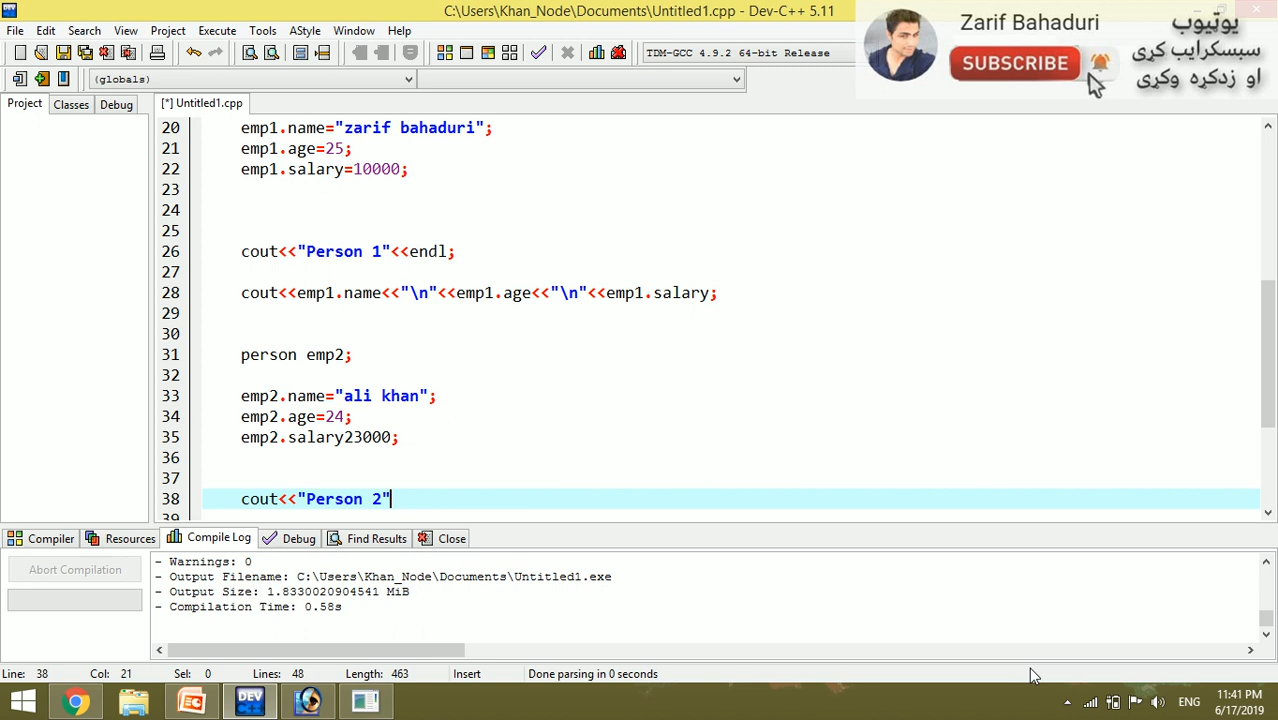 C:\Users\Khan_Node\Documents\Untitled1.cpp - Dev-C++ 5.11
Zarif Bahaduri
SUBSCRIBE
یوټیوب
سبسکرایب کړی
او زدکړه وکړی
File Edit Search View Project Execute Tools AStyle Window Help
TDM-GCC 4.9.2 64-bit Release
(globals)
Project Classes Debug
[*] Untitled1.cpp
20 emp1.name="zarif bahaduri";
21 emp1.age=25;
22 emp1.salary=10000;
23
24
25
26 cout<<"Person 1"<<endl;
27
28 cout<<emp1.name<<"\n"<<emp1.age<<"\n"<<emp1.salary;
29
30
31 person emp2;
32
33 emp2.name="ali khan";
34 emp2.age=24;
35 emp2.salary23000;
36
37
38 cout<<"Person 2"
39
Compiler Resources Compile Log Debug Find Results Close
Abort Compilation
- Warnings: 0
- Output Filename: C:\Users\Khan_Node\Documents\Untitled1.exe
- Output Size: 1.8330020904541 MiB
- Compilation Time: 0.58s
Line: 38 Col: 21 Sel: 0 Lines: 48 Length: 463 Insert Done parsing in 0 seconds
DEV C++
ENG
11:41 PM
6/17/2019